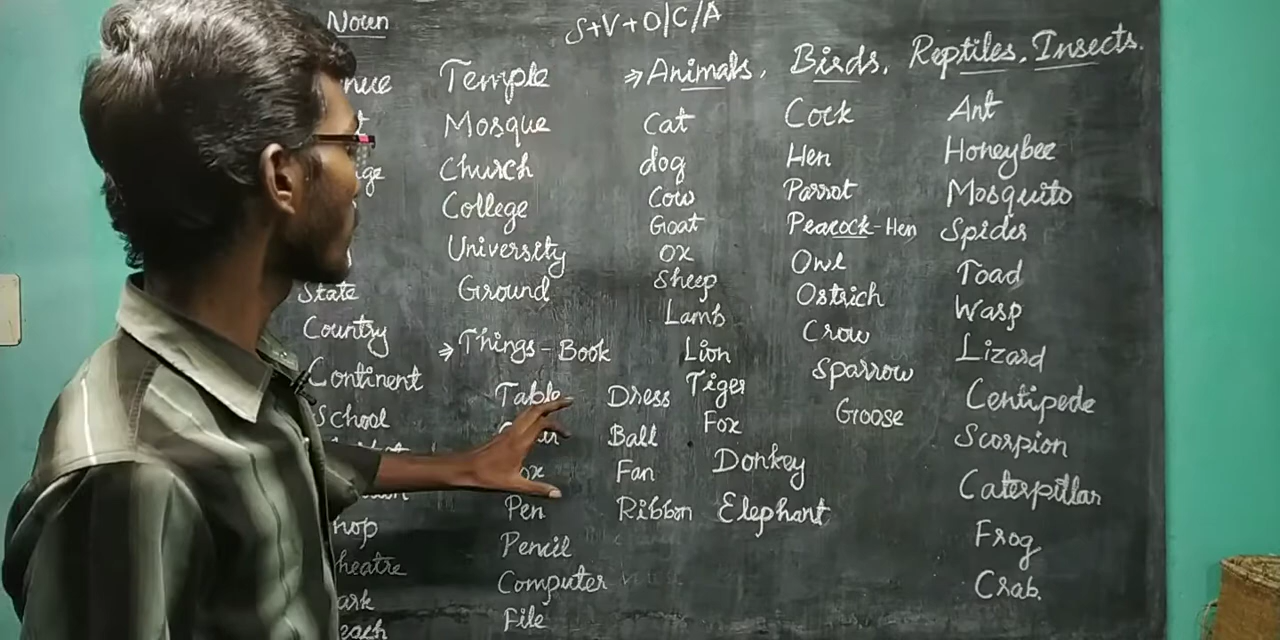 Noun
S+V+O/C/A
State
Country
Continent
School
Temple
Mosque
Church
College
University
Ground
⇒ Things - Book
Table
Pen
Pencil
Computer
File
Dress
Ball
Fan
Ribbon
⇒ Animals, Birds, Reptiles, Insects.
Cat
dog
Cow
Goat
Ox
Sheep
Lamb
Lion
Tiger
Fox
Donkey
Elephant
Cock
Hen
Parrot
Peacock-Hen
Owl
Ostrich
Crow
Sparrow
Goose
Ant
Honeybee
Mosquito
Spider
Toad
Wasp
Lizard
Centipede
Scorpion
Caterpillar
Frog
Crab.